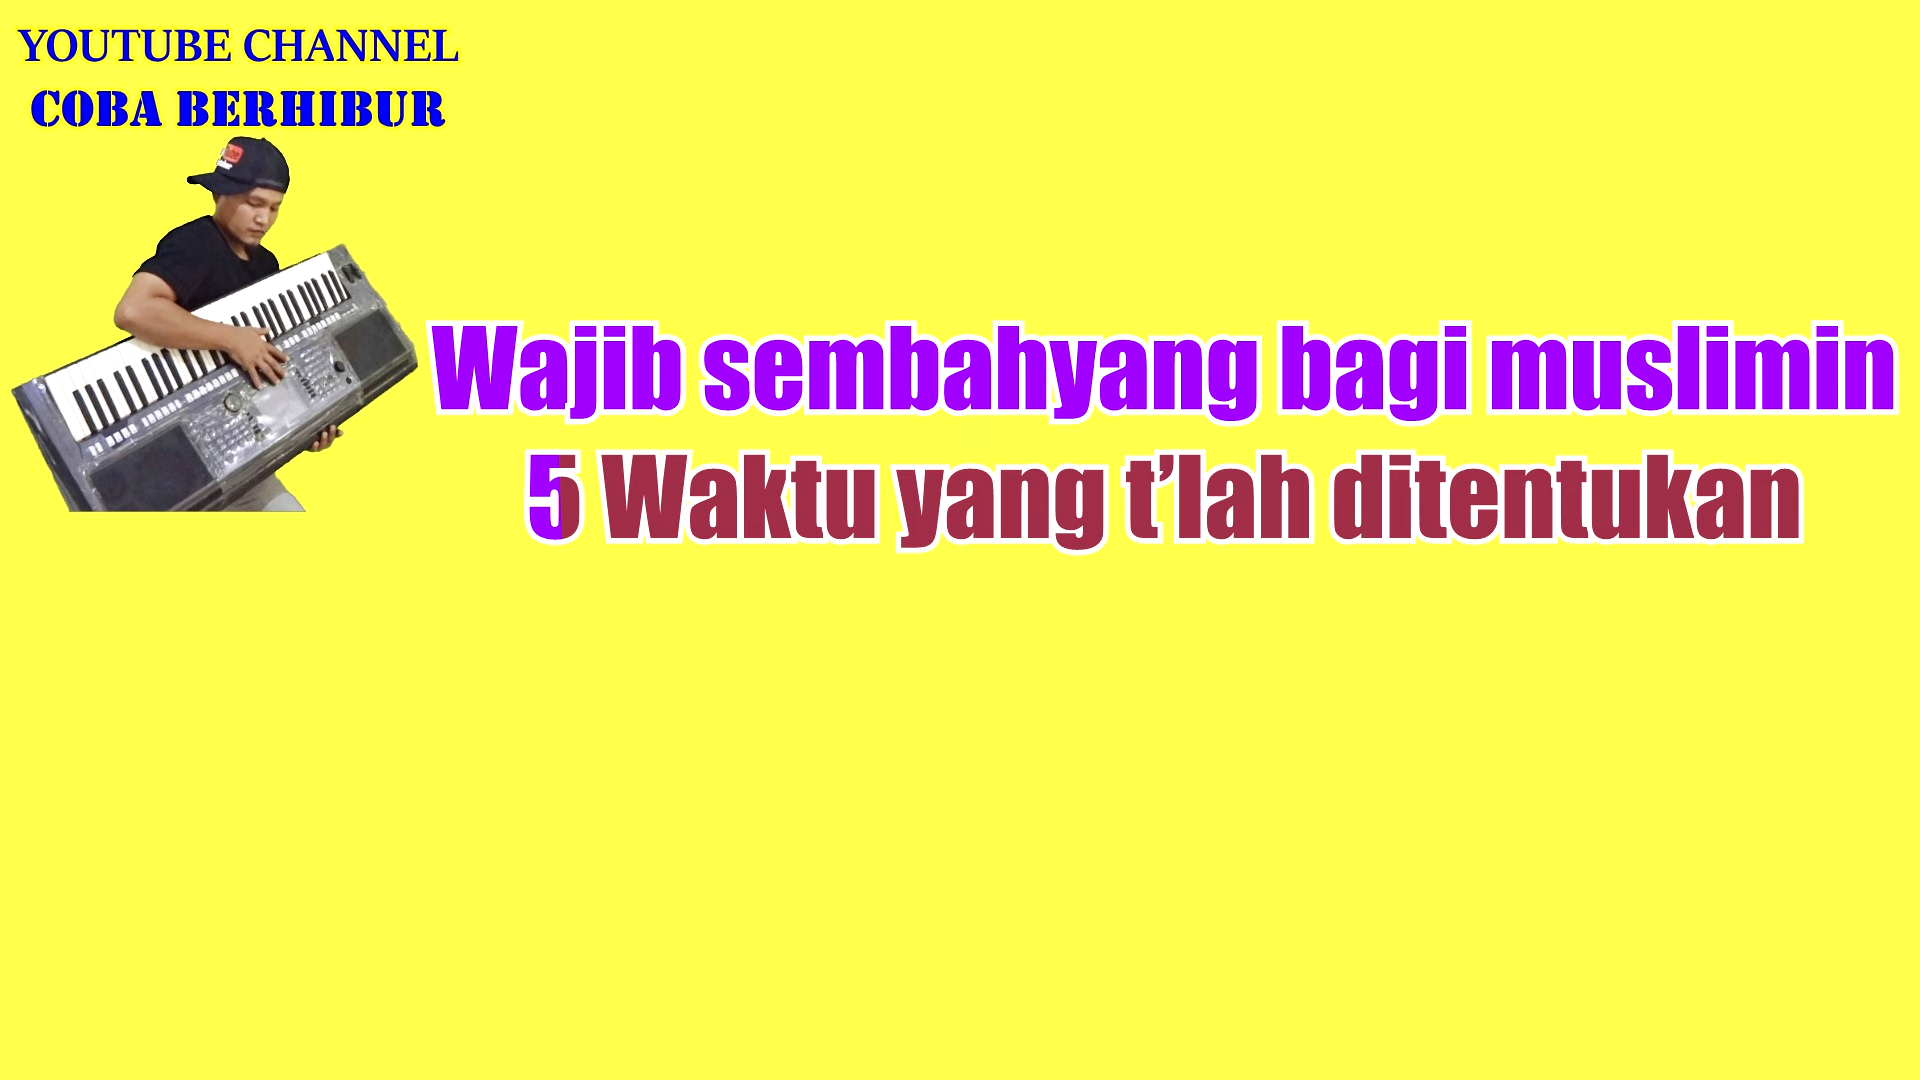 YOUTUBE CHANNEL
COBA BERHIBUR
Wajib sembahyang bagi muslimin
5 Waktu yang t’lah ditentukan